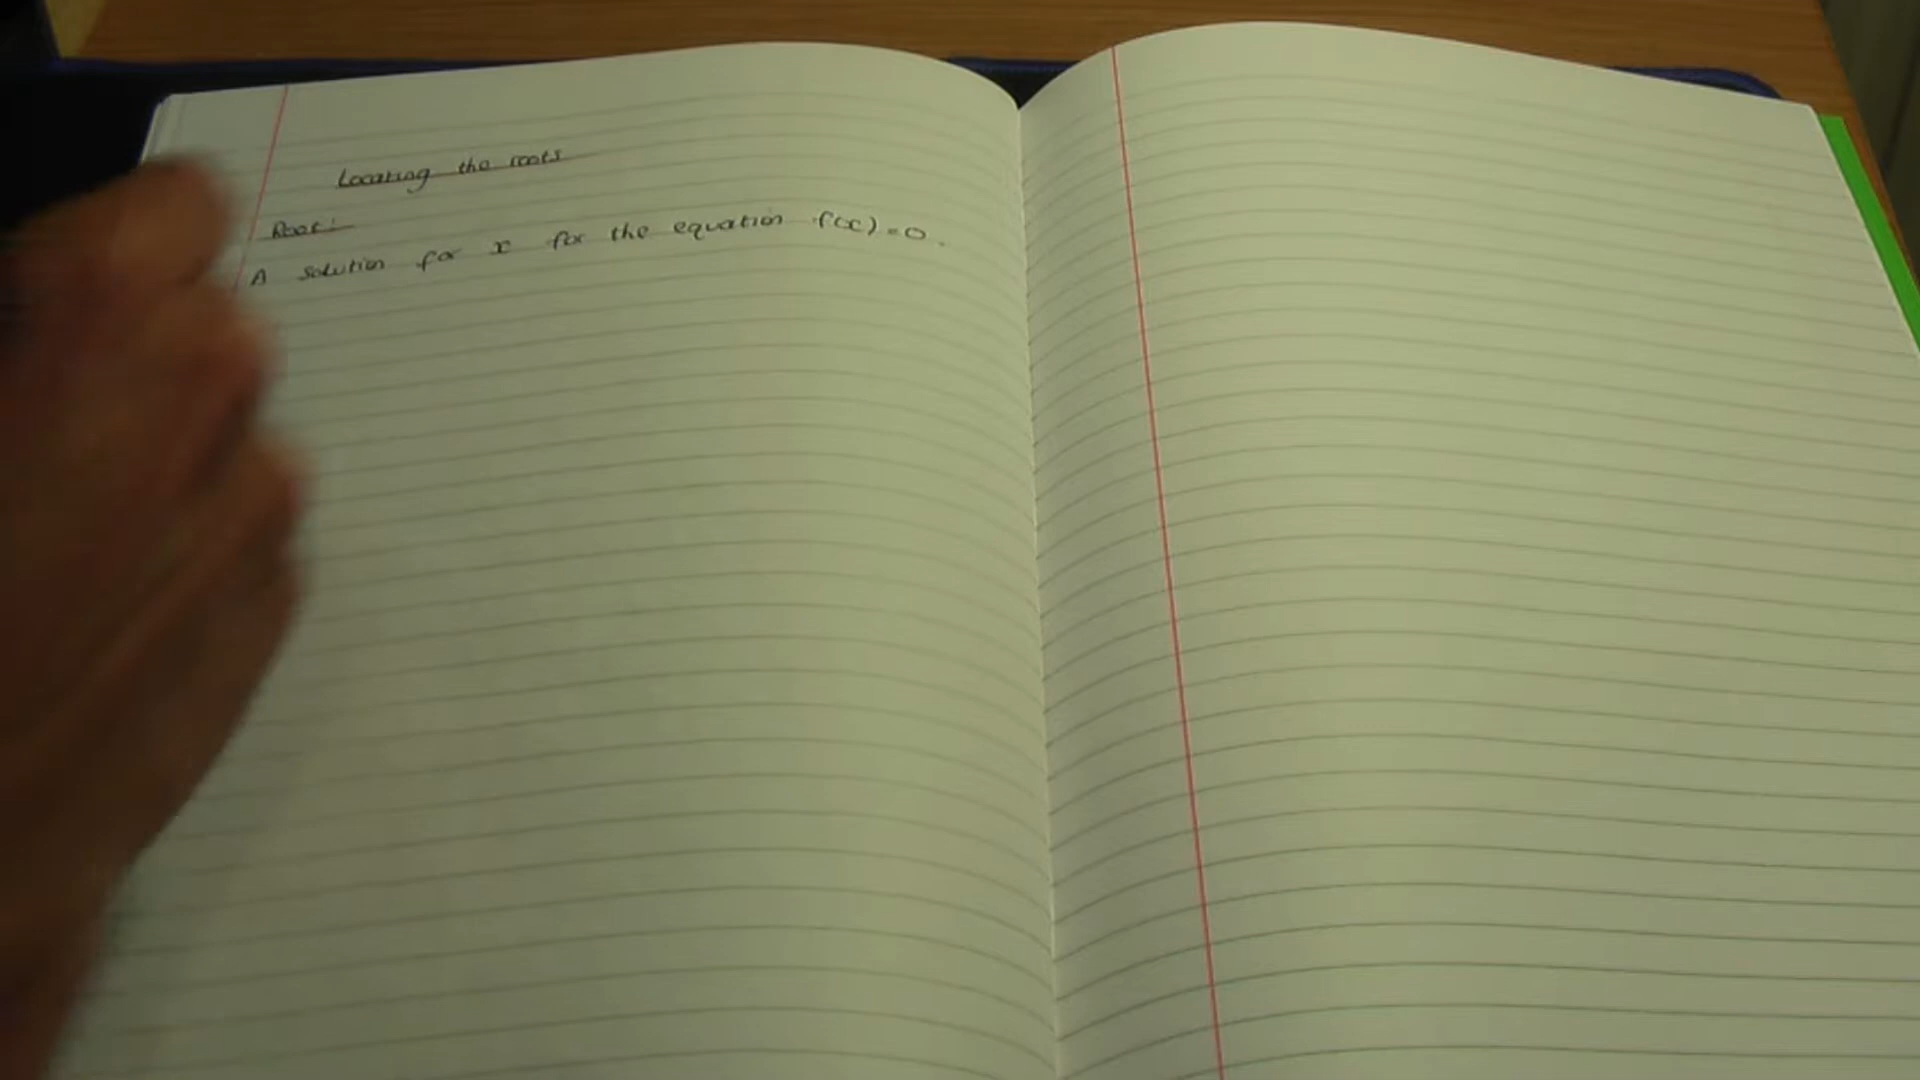 Locating the roots
Root:
A solution for x for the equation f(x)=0.